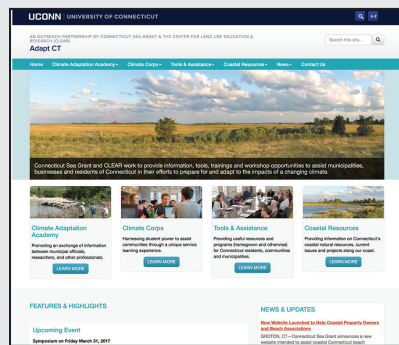 UCONN | UNIVERSITY OF CONNECTICUT
A-Z
AN OUTREACH PARTNERSHIP OF CONNECTICUT SEA GRANT & THE CENTER FOR LAND USE EDUCATION &
RESEARCH (CLEAR)
Adapt CT
Search this site...
Home Climate Adaptation Academy Climate Corps Tools & Assistance Coastal Resources News Contact Us
Connecticut Sea Grant and CLEAR work to provide information, tools, trainings and workshop opportunities to assist municipalities,
businesses and residents of Connecticut in their efforts to prepare for and adapt to the impacts of a changing climate.
Climate Adaptation
Academy
Providing an exchange of information
between municipal officials,
researchers, and other professionals.
LEARN MORE
Climate Corps
Harnessing student power to assist
communities through a unique service
learning experience.
LEARN MORE
Tools & Assistance
Providing useful resources and
programs (homegrown and otherwise)
for Connecticut residents, communities
and municipalities.
LEARN MORE
Coastal Resources
Providing information on Connecticut's
coastal natural resources, current
issues and projects along our coast.
LEARN MORE
FEATURES & HIGHLIGHTS
Upcoming Event
Symposium on Friday March 31, 2017
NEWS & UPDATES
New Website Launched to Help Coastal Property Owners
and Beach Associations
GROTON, CT—Connecticut Sea Grant announces a new
website intended to assist coastal Connecticut beach